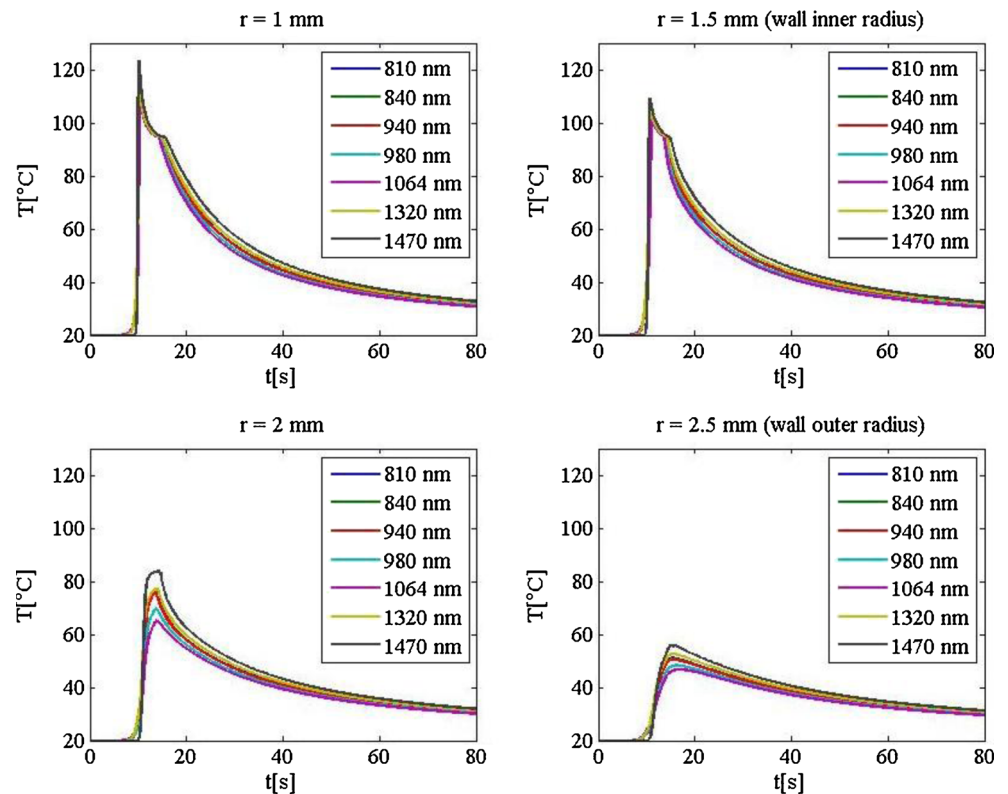 r = 1 mm
120
100
80
60
40
20
T[°C]
0
20
40
60
80
t[s]
810 nm
840 nm
940 nm
980 nm
1064 nm
1320 nm
1470 nm
r = 1.5 mm (wall inner radius)
120
100
80
60
40
20
T[°C]
0
20
40
60
80
t[s]
810 nm
840 nm
940 nm
980 nm
1064 nm
1320 nm
1470 nm
r = 2 mm
120
100
80
60
40
20
T[°C]
0
20
40
60
80
t[s]
810 nm
840 nm
940 nm
980 nm
1064 nm
1320 nm
1470 nm
r = 2.5 mm (wall outer radius)
120
100
80
60
40
20
T[°C]
0
20
40
60
80
t[s]
810 nm
840 nm
940 nm
980 nm
1064 nm
1320 nm
1470 nm